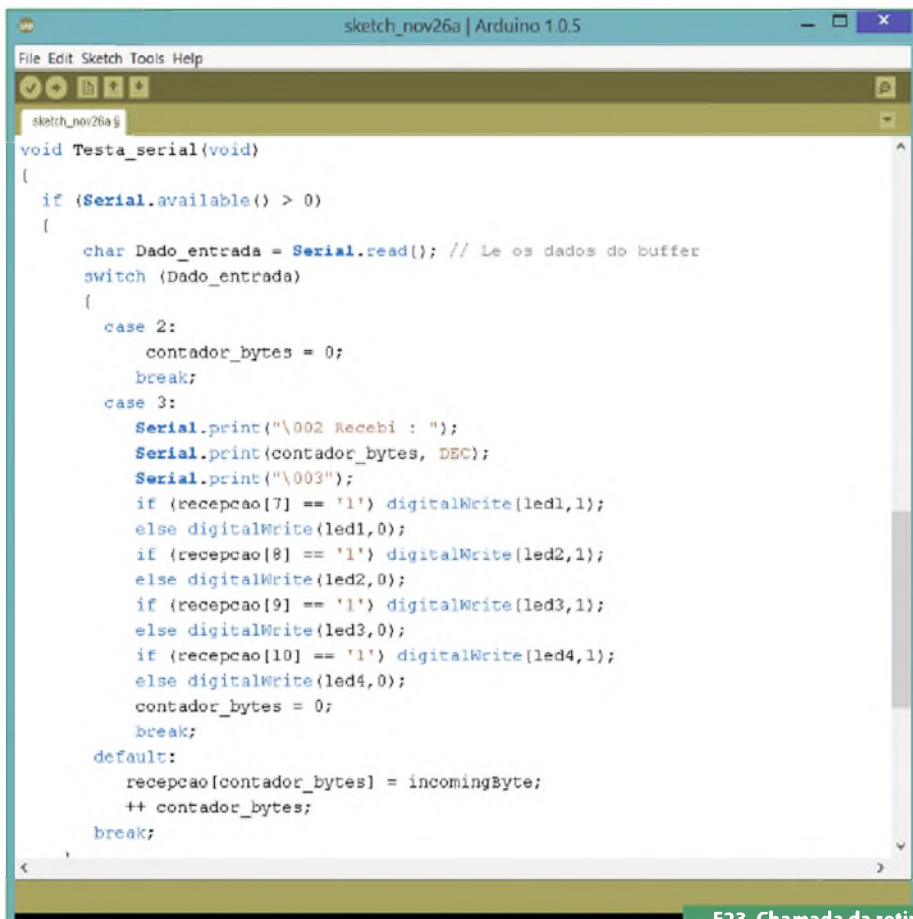 sketch_nov26a | Arduino 1.0.5
File Edit Sketch Tools Help
sketch_nov26a §
void Testa_serial(void)
{
if (Serial.available() > 0)
{
char Dado_entrada = Serial.read(); // Le os dados do buffer
switch (Dado_entrada)
{
case 2:
contador_bytes = 0;
break;
case 3:
Serial.print("\002 Recebi : ");
Serial.print(contador_bytes, DEC);
Serial.print("\003");
if (recepcao[7] == '1') digitalWrite(led1,1);
else digitalWrite(led1,0);
if (recepcao[8] == '1') digitalWrite(led2,1);
else digitalWrite(led2,0);
if (recepcao[9] == '1') digitalWrite(led3,1);
else digitalWrite(led3,0);
if (recepcao[10] == '1') digitalWrite(led4,1);
else digitalWrite(led4,0);
contador_bytes = 0;
break;
default:
recepcao[contador_bytes] = incomingByte;
++ contador_bytes;
break;
F23. Chamada da